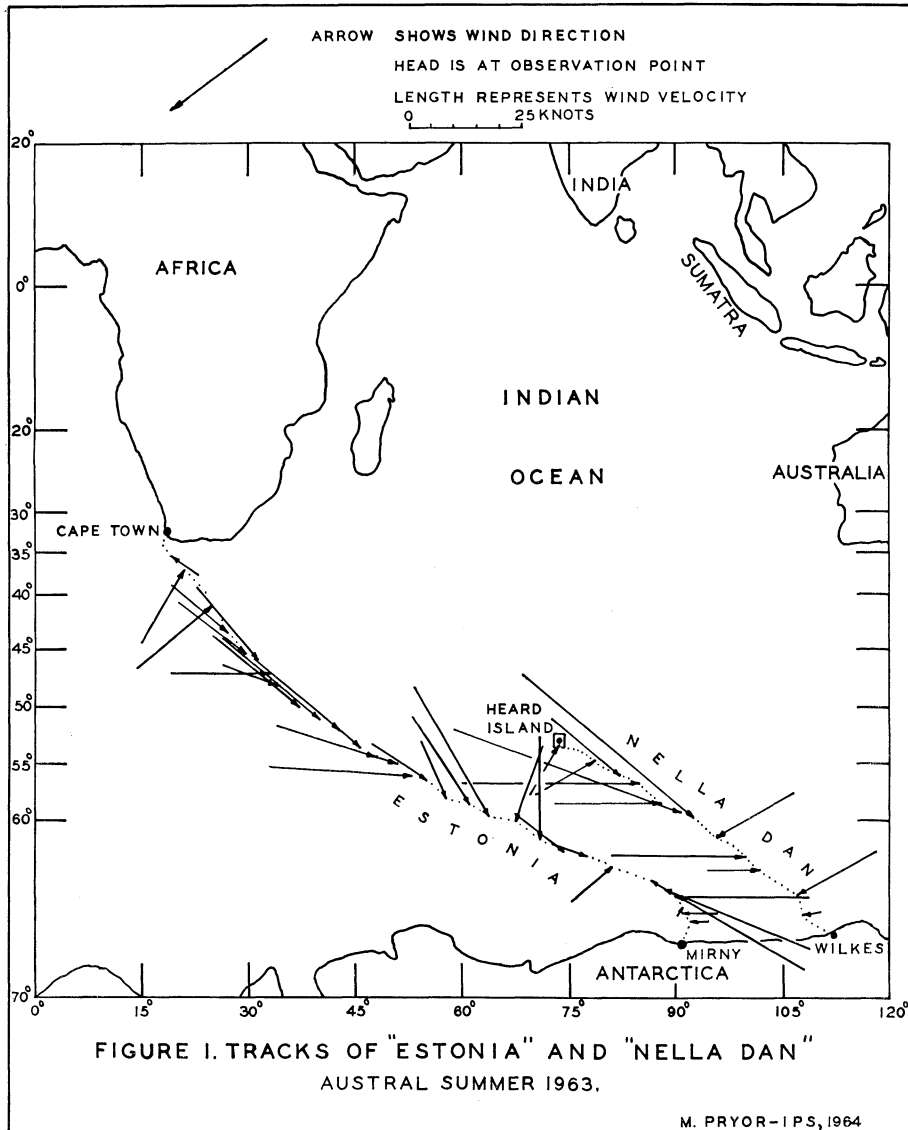 ARROW SHOWS WIND DIRECTION
HEAD IS AT OBSERVATION POINT
LENGTH REPRESENTS WIND VELOCITY
0 25 KNOTS
20°
INDIA
AFRICA
SUMATRA
0°
INDIAN
OCEAN
20°
AUSTRALIA
30°
CAPE TOWN
35°
40°
45°
50°
HEARD
ISLAND
NELLA DAN
55°
ESTONIA
60°
WILKES
MIRNY
ANTARCTICA
70°
0° 15° 30° 45° 60° 75° 90° 105° 120°
FIGURE 1. TRACKS OF "ESTONIA" AND "NELLA DAN"
AUSTRAL SUMMER 1963.
M. PRYOR-IPS, 1964